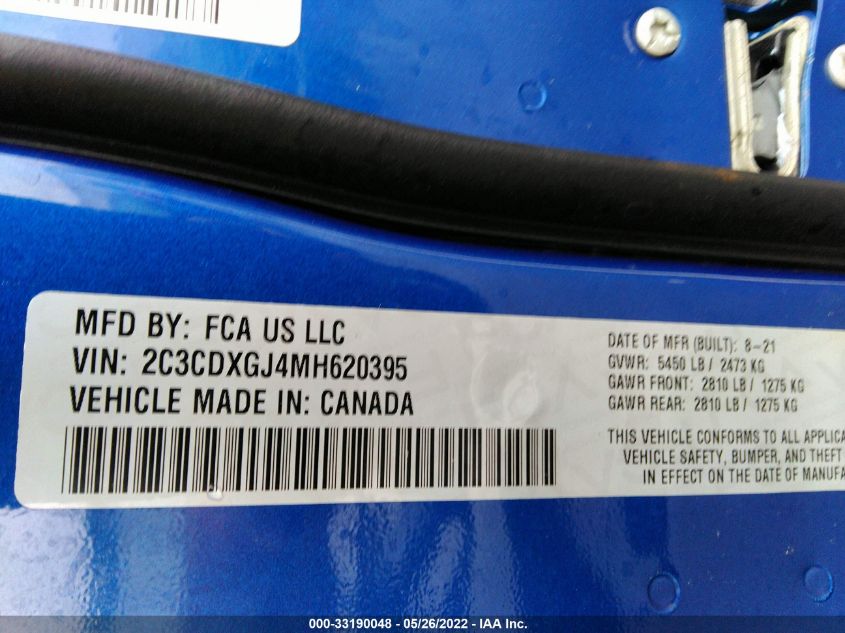 MFD BY: FCA US LLC
VIN: 2C3CDXGJ4MH620395
VEHICLE MADE IN: CANADA
DATE OF MFR (BUILT): 8-21
GVWR: 5450 LB / 2473 KG
GAWR FRONT: 2810 LB / 1275 KG
GAWR REAR: 2810 LB / 1275 KG
THIS VEHICLE CONFORMS TO ALL APPLICA
VEHICLE SAFETY, BUMPER, AND THEFT
IN EFFECT ON THE DATE OF MANUFA
000-33190048 - 05/26/2022 - IAA Inc.